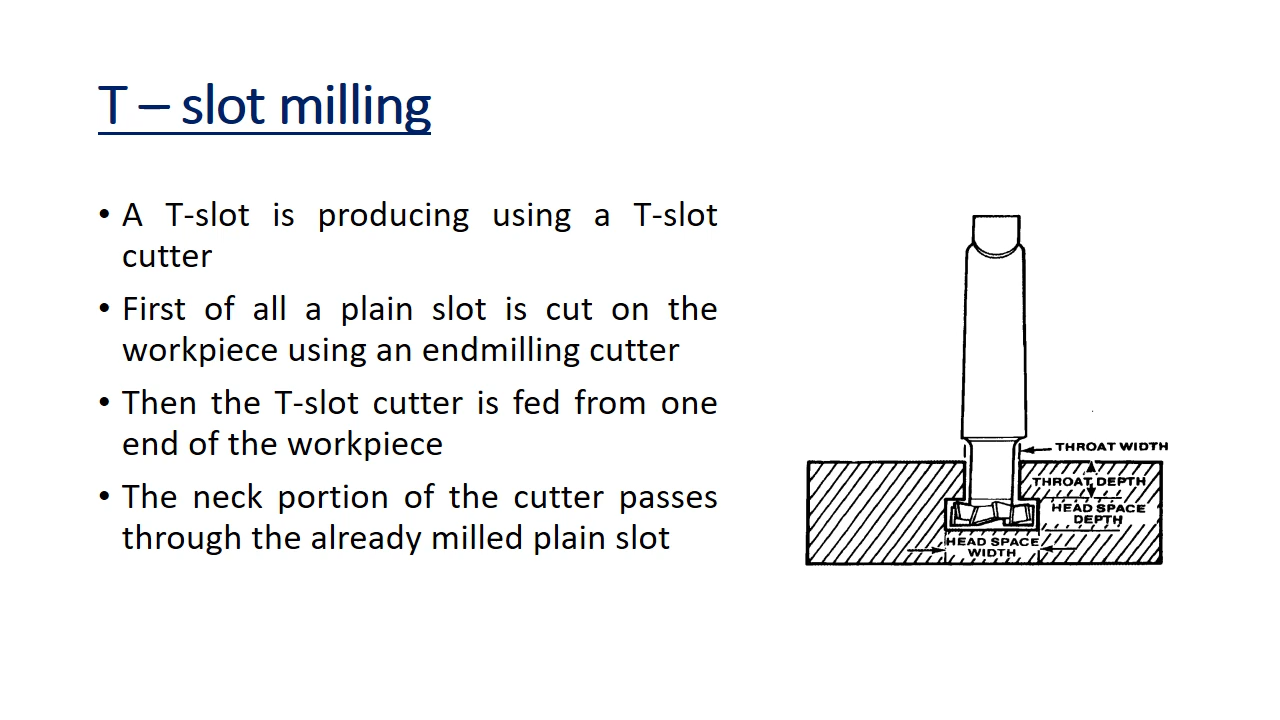 T – slot milling
• A T-slot is producing using a T-slot
cutter
• First of all a plain slot is cut on the
workpiece using an endmilling cutter
• Then the T-slot cutter is fed from one
end of the workpiece
• The neck portion of the cutter passes
through the already milled plain slot
THROAT WIDTH
THROAT DEPTH
HEAD SPACE
DEPTH
HEAD SPACE
WIDTH